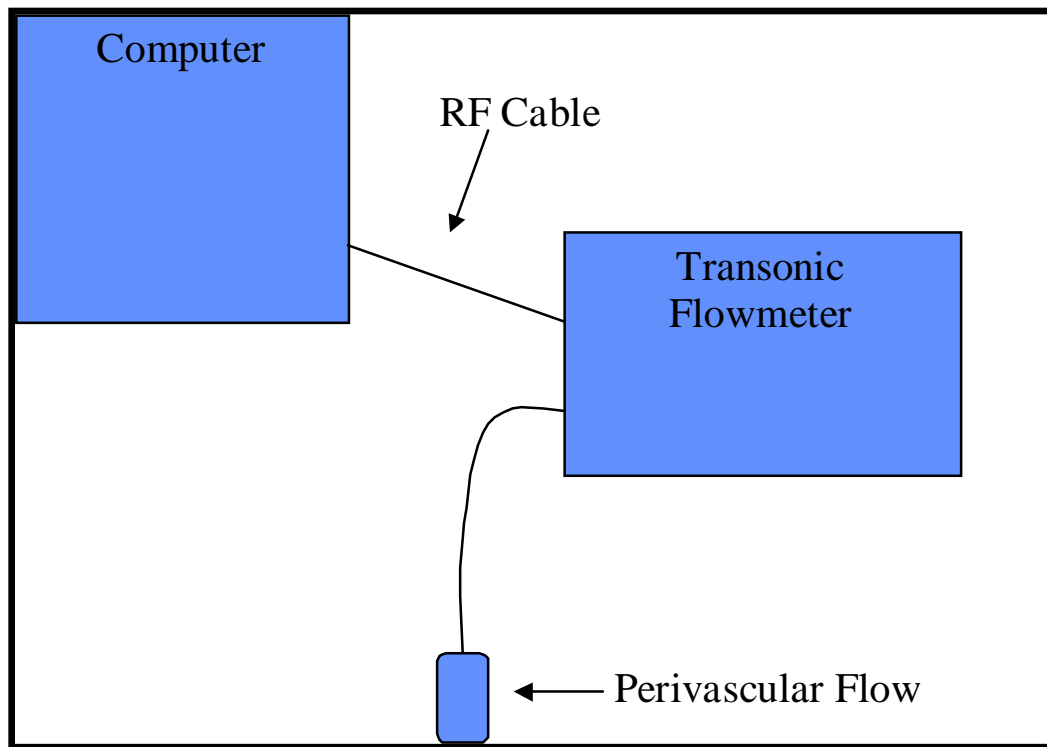 Computer
RF Cable
Transonic
Flowmeter
Perivascular Flow